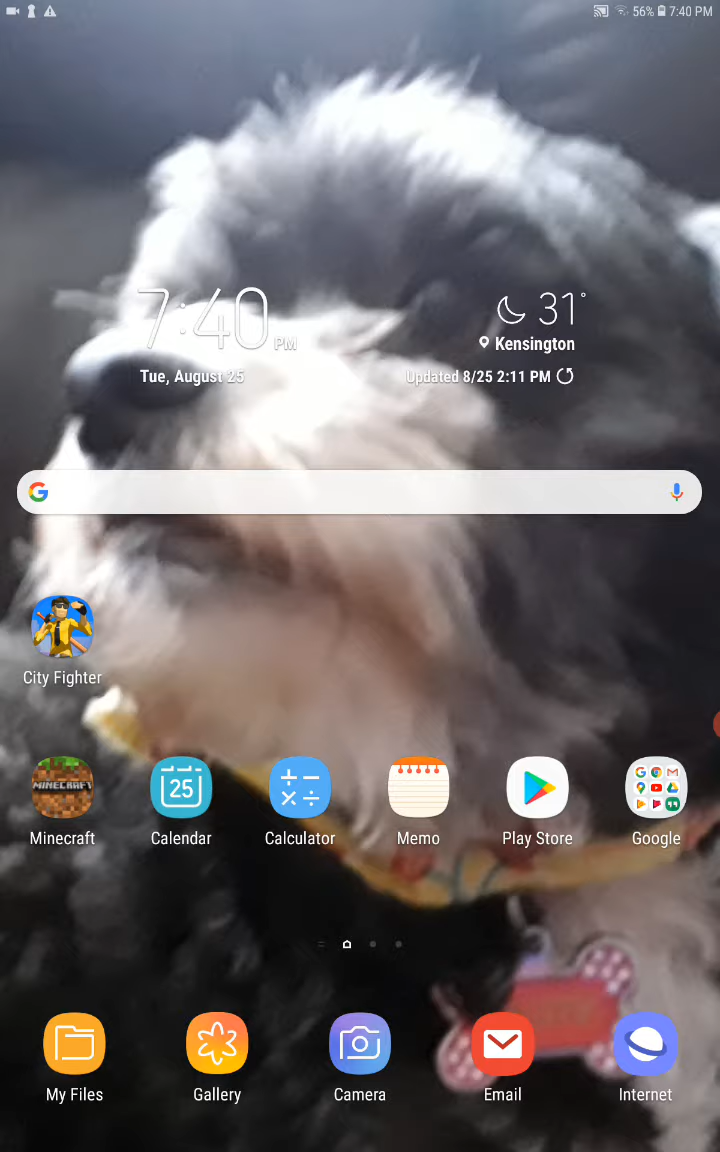 56% 7:40 PM
7:40 PM
31°
Kensington
Tue, August 25
Updated 8/25 2:11 PM
City Fighter
MINECRAFT
25
Minecraft
Calendar
Calculator
Memo
Play Store
Google
My Files
Gallery
Camera
Email
Internet